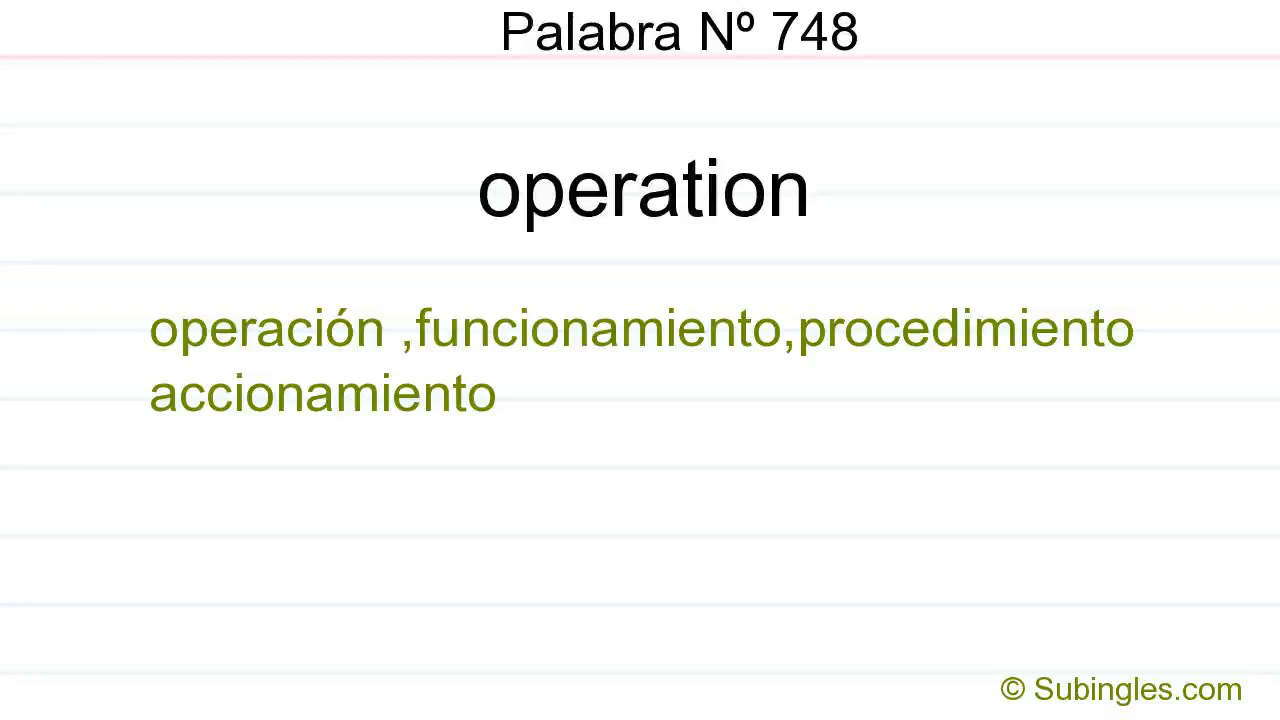 Palabra Nº 748
operation
operación ,funcionamiento,procedimiento
accionamiento
© Subingles.com